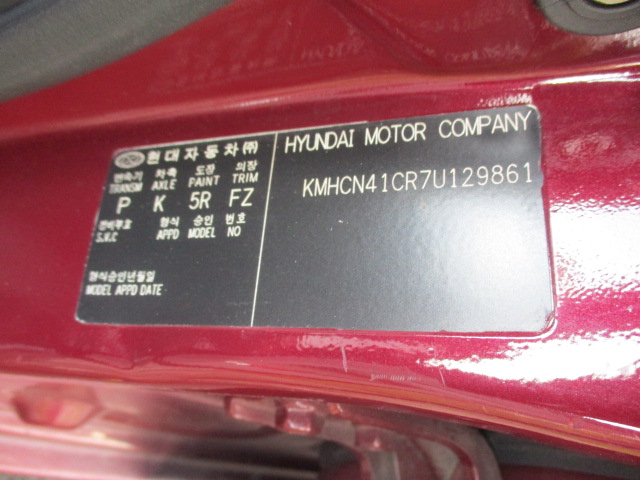 현대자동차㈜
HYUNDAI MOTOR COMPANY
변속기 차축 도장 의장
TRANSM AXLE PAINT TRIM
P K 5R FZ
KMHCN41CR7U129861
정비부호 형식 승인 번호
S.V.C APPD MODEL NO
형식승인년월일
MODEL APPD DATE